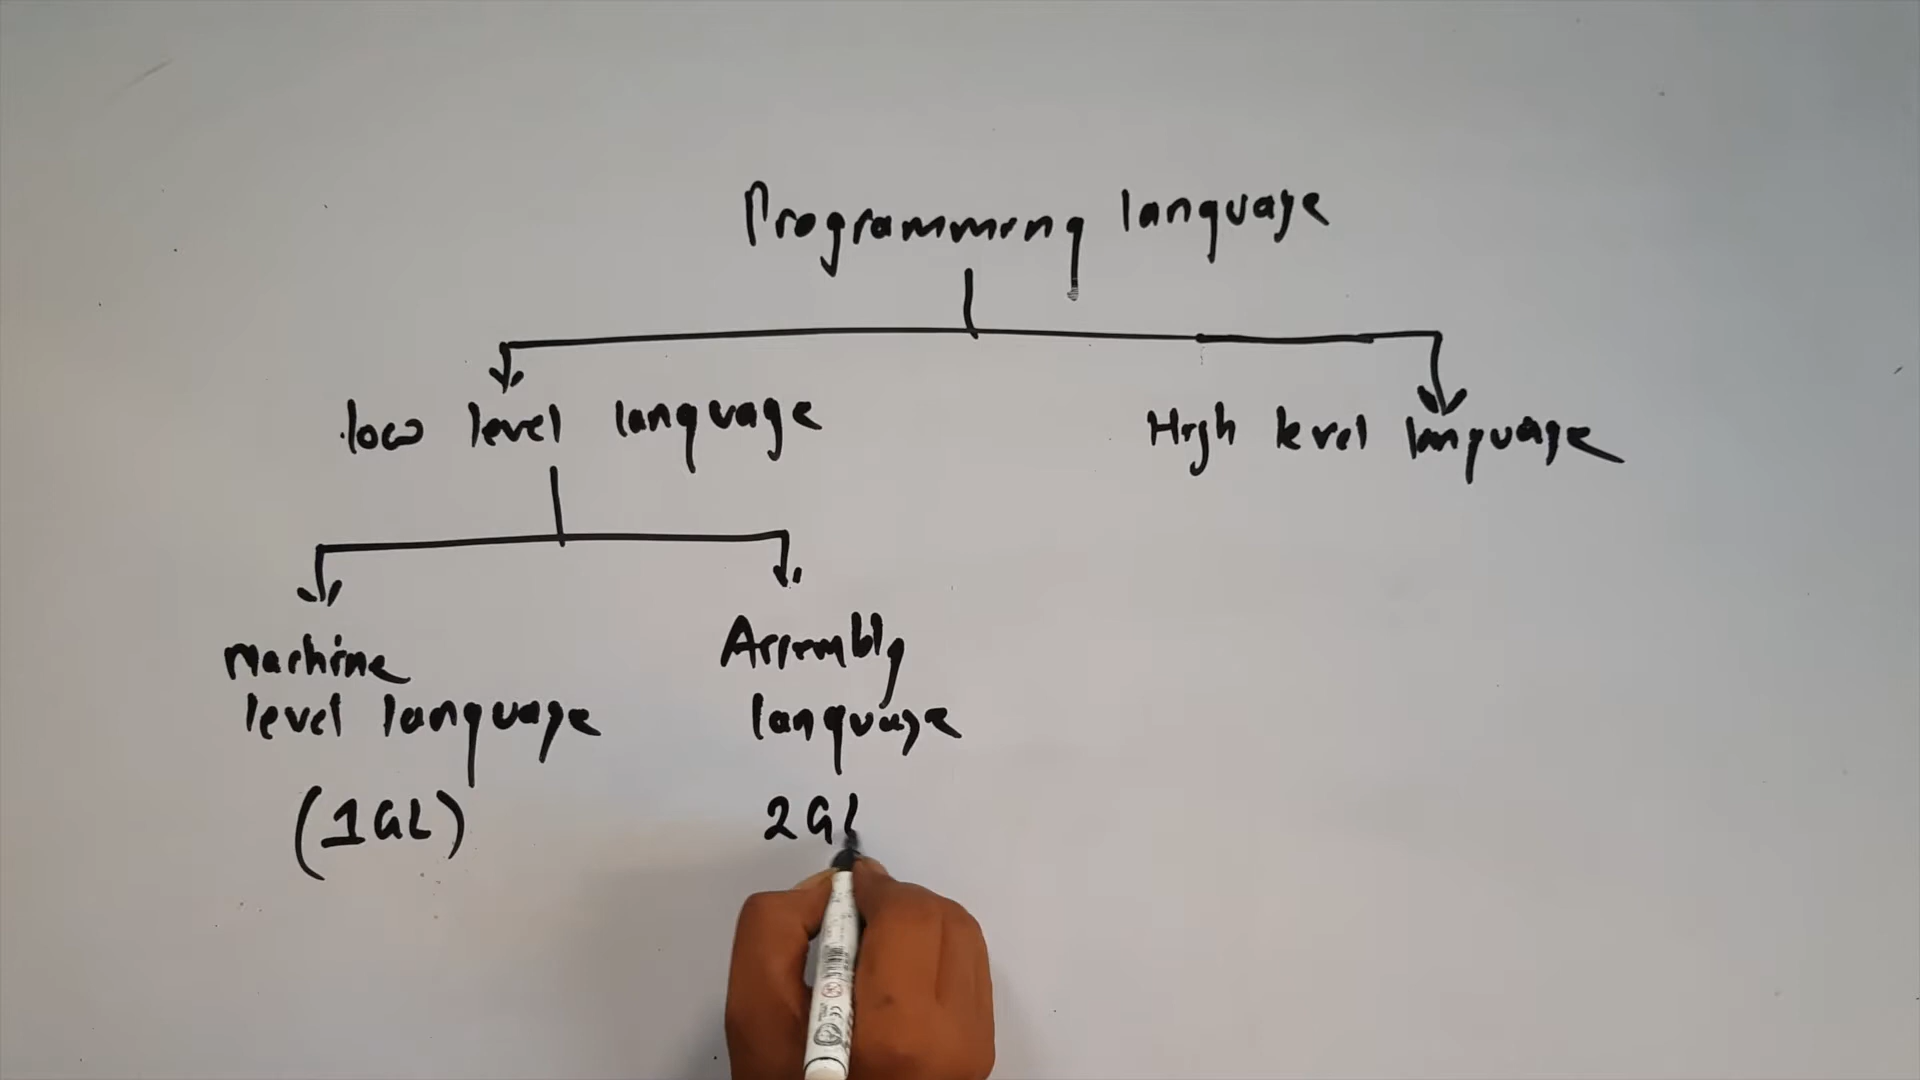 Programming language
low level language
High level language
Machine
level language
(1GL)
Assembly
language
2GL